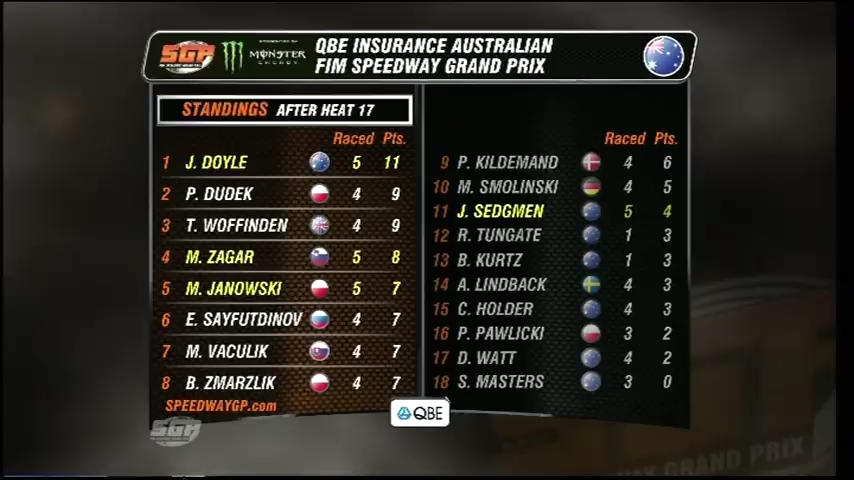 SGP
PRESENTED BY
MONSTER
ENERGY
QBE INSURANCE AUSTRALIAN
FIM SPEEDWAY GRAND PRIX
STANDINGS AFTER HEAT 17
Raced Pts.
1 J. DOYLE 5 11
2 P. DUDEK 4 9
3 T. WOFFINDEN 4 9
4 M. ZAGAR 5 8
5 M. JANOWSKI 5 7
6 E. SAYFUTDINOV 4 7
7 M. VACULIK 4 7
8 B. ZMARZLIK 4 7
SPEEDWAYGP.com
Raced Pts.
9 P. KILDEMAND 4 6
10 M. SMOLINSKI 4 5
11 J. SEDGMEN 5 4
12 R. TUNGATE 1 3
13 B. KURTZ 1 3
14 A. LINDBACK 4 3
15 C. HOLDER 4 3
16 P. PAWLICKI 3 2
17 D. WATT 4 2
18 S. MASTERS 3 0
QBE
SGP
GRAND PRIX